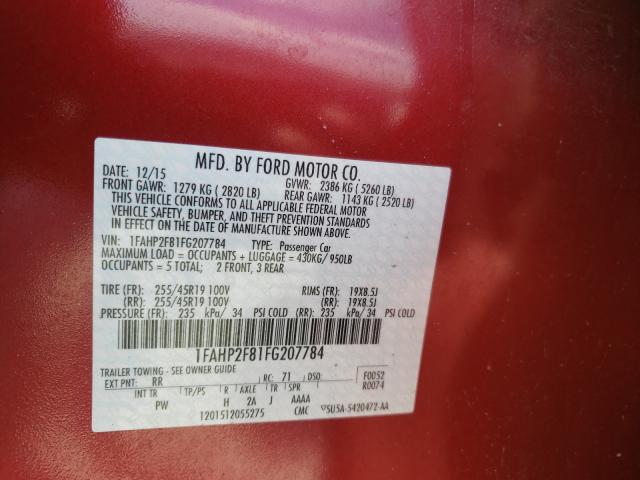 MFD. BY FORD MOTOR CO.
DATE: 12/15 GVWR: 2386 KG ( 5260 LB)
FRONT GAWR: 1279 KG ( 2820 LB) REAR GAWR: 1143 KG ( 2520 LB)
THIS VEHICLE CONFORMS TO ALL APPLICABLE FEDERAL MOTOR
VEHICLE SAFETY, BUMPER, AND THEFT PREVENTION STANDARDS
IN EFFECT ON THE DATE OF MANUFACTURE SHOWN ABOVE.
VIN: 1FAHP2F81FG207784 TYPE: Passenger Car
MAXIMUM LOAD = OCCUPANTS + LUGGAGE = 430KG/ 950LB
OCCUPANTS = 5 TOTAL; 2 FRONT, 3 REAR
TIRE (FR): 255/45R19 100V RIMS (FR): 19X8.5J
(RR): 255/45R19 100V (RR): 19X8.5J
PRESSURE (FR): 235 kPa/ 34 PSI COLD (RR): 235 kPa/ 34 PSI COLD
1FAHP2F81FG207784
TRAILER TOWING - SEE OWNER GUIDE
EXT PNT: RR RC: 71 DSO: F0052
R0074
INT TR TP/PS R AXLE TR SPR
PW H 2A J AAAA
1201512055275 CMC 5U5A-5420472-AA